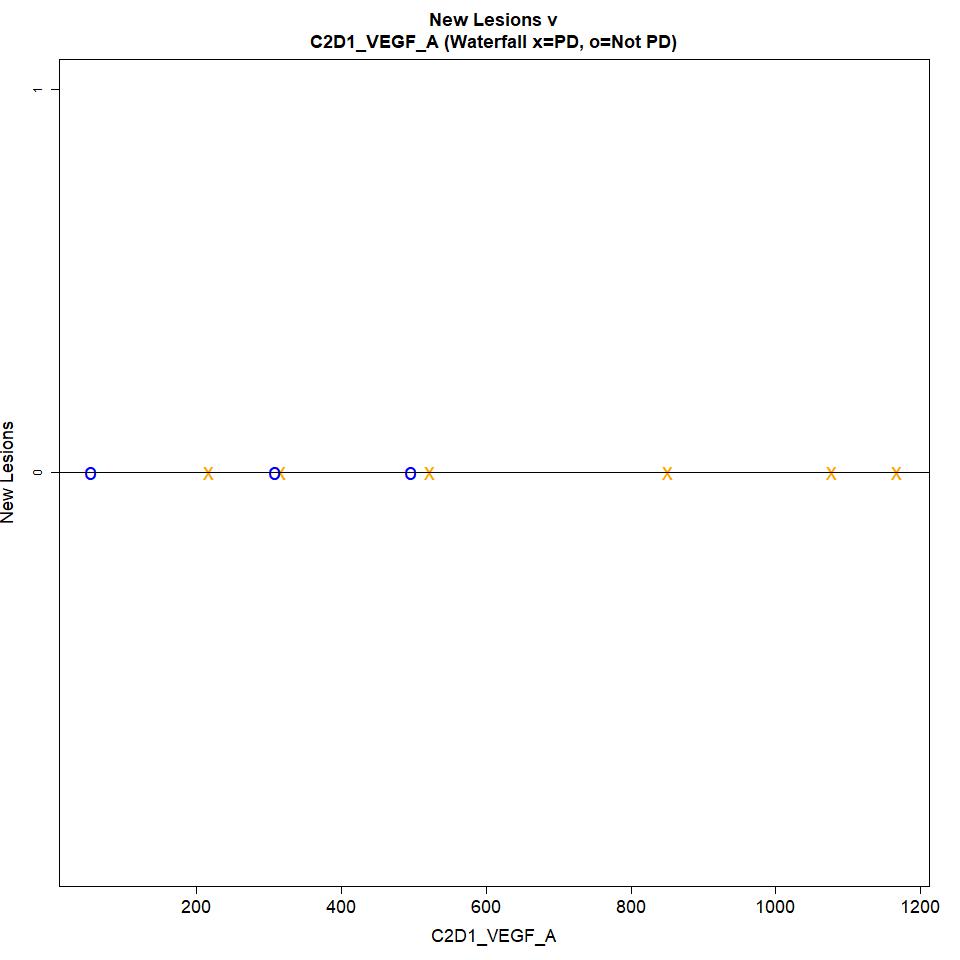 New Lesions v
C2D1_VEGF_A (Waterfall x=PD, o=Not PD)
1
0
New Lesions
o x o x o x x x x
200 400 600 800 1000 1200
C2D1_VEGF_A